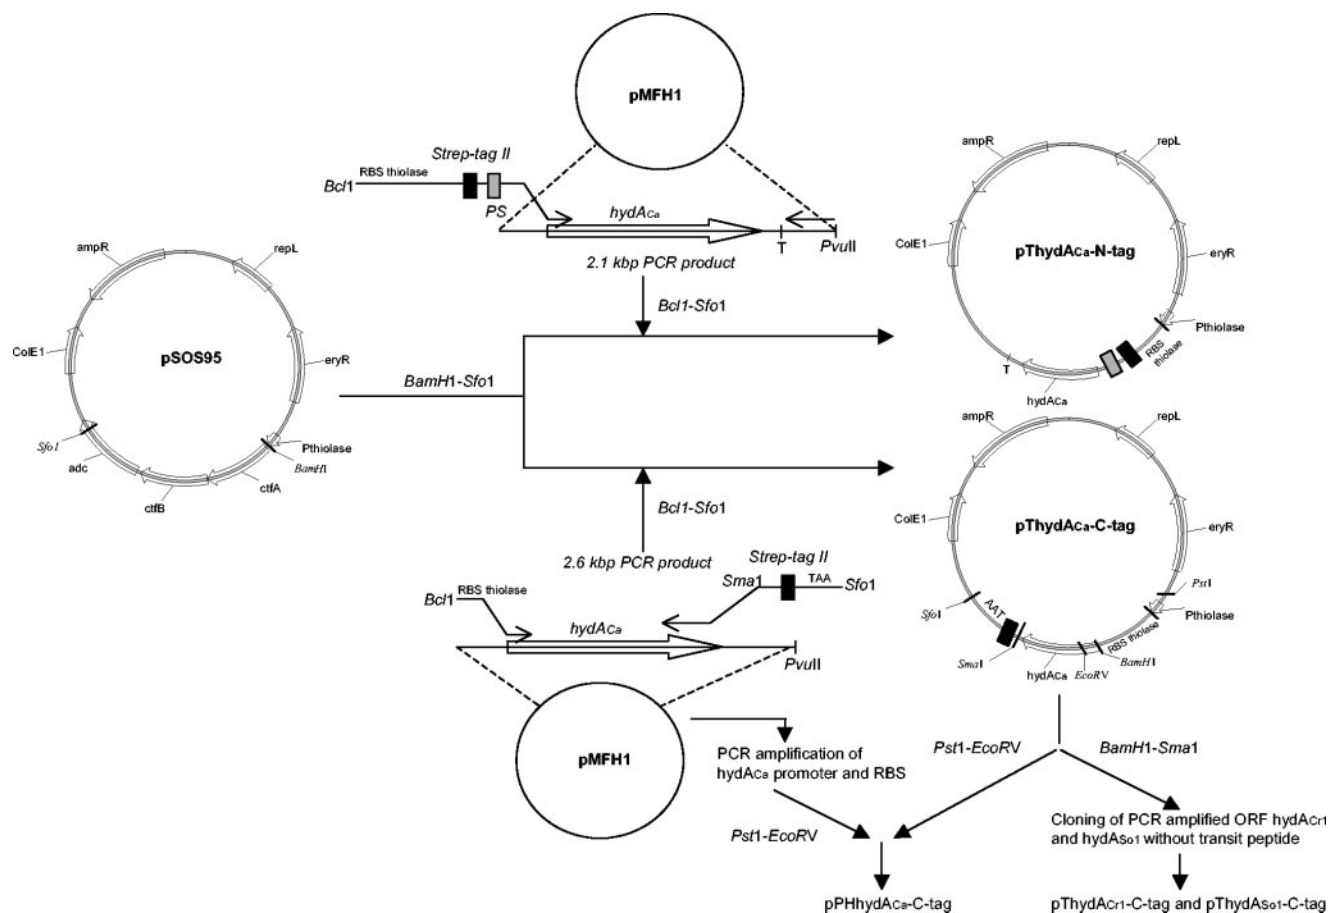 pMFH1
Strep-tag II
Bcl1
RBS thiolase
PS
hydACa
T
PvuII
2.1 kbp PCR product
Bcl1-Sfo1
ampR
repL
ColE1
pThydACa-N-tag
eryR
Pthiolase
RBS thiolase
T
hydACa
ampR
repL
ColE1
pSOS95
eryR
Sfo1
Pthiolase
BamH1
adc
ctfA
ctfB
BamH1-Sfo1
Bcl1-Sfo1
2.6 kbp PCR product
Strep-tag II
Sma1
TAA
Sfo1
Bcl1
RBS thiolase
hydACa
PvuII
pMFH1
ampR
repL
ColE1
pThydACa-C-tag
eryR
Pst1
Sfo1
AAT
Pthiolase
RBS thiolase
Sma1
BamH1
hydACa
EcoRV
PCR amplification of
hydACa promoter and RBS
Pst1-EcoRV
Pst1-EcoRV
BamH1-Sma1
Cloning of PCR amplified ORF hydACr1
and hydASo1 without transit peptide
pPHhydACa-C-tag
pThydACr1-C-tag and pThydASo1-C-tag